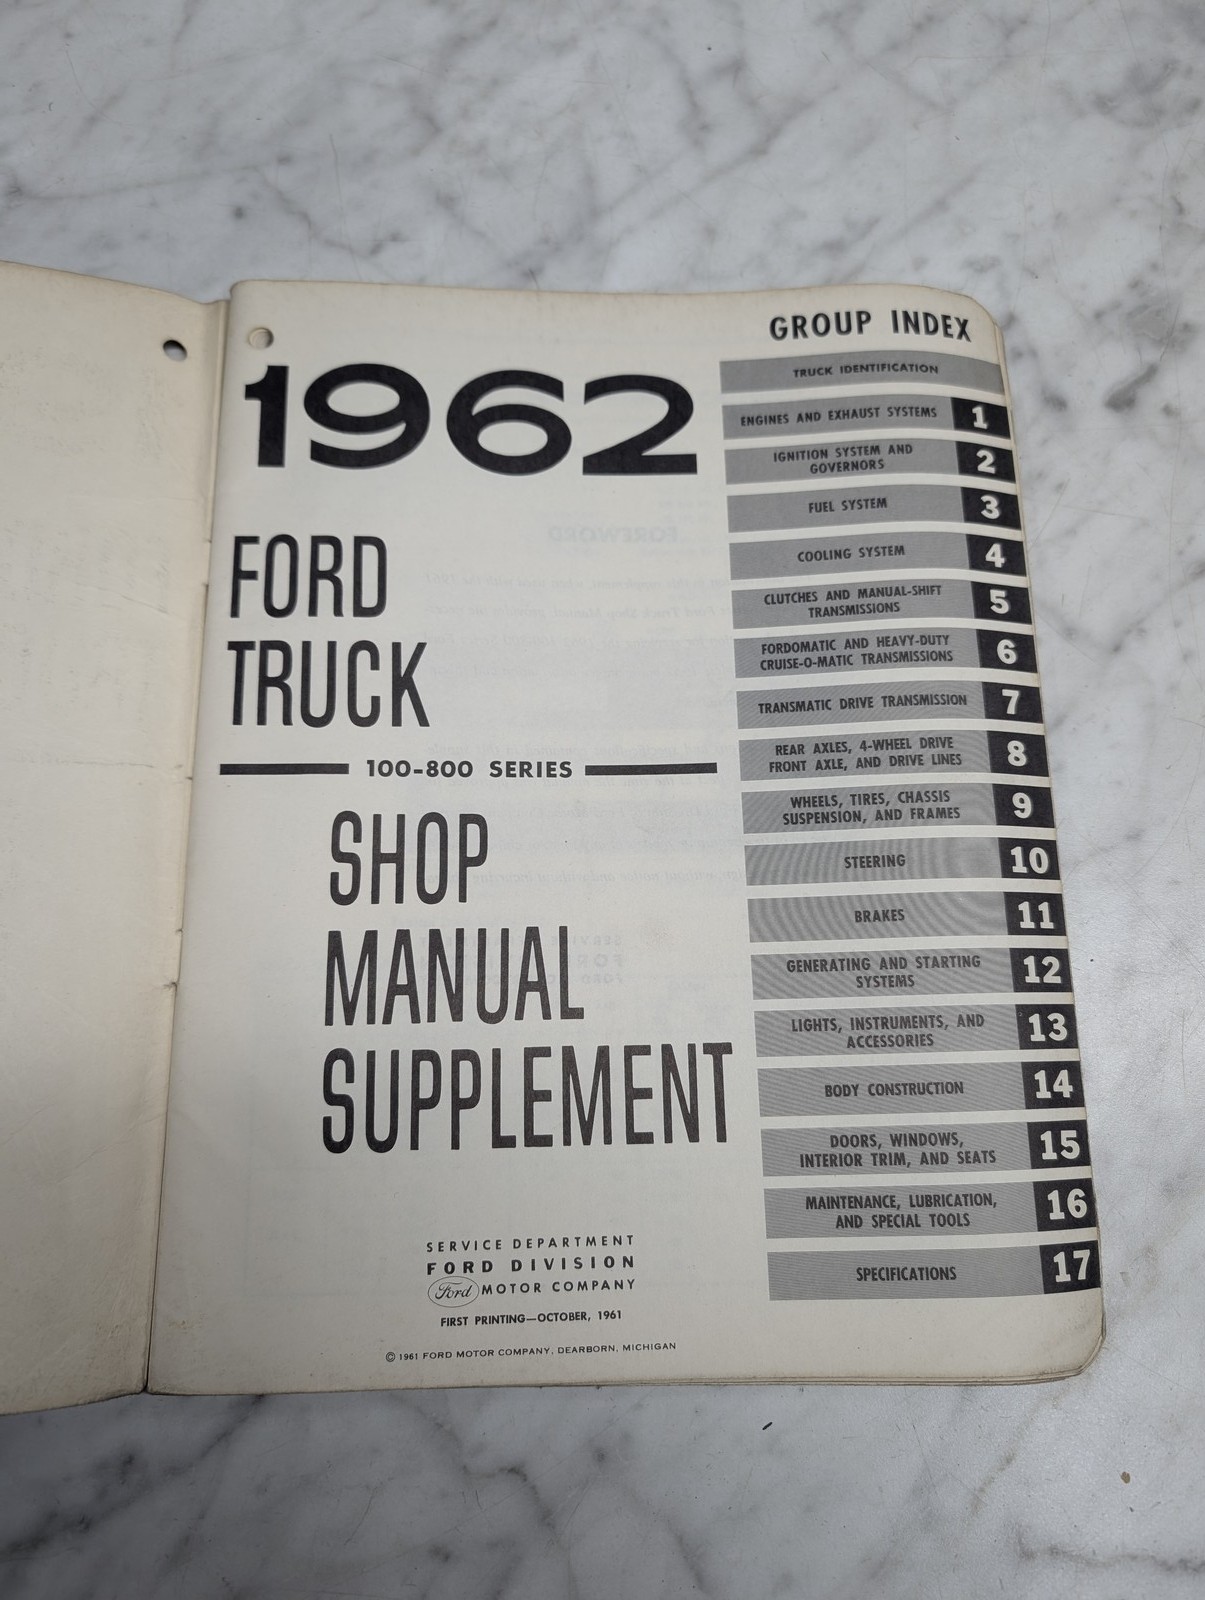 1962
FORD
TRUCK
100-800 SERIES
SHOP
MANUAL
SUPPLEMENT
SERVICE DEPARTMENT
FORD DIVISION
Ford MOTOR COMPANY
FIRST PRINTING—OCTOBER, 1961
© 1961 FORD MOTOR COMPANY, DEARBORN, MICHIGAN
GROUP INDEX
TRUCK IDENTIFICATION
ENGINES AND EXHAUST SYSTEMS 1
IGNITION SYSTEM AND
GOVERNORS 2
FUEL SYSTEM 3
COOLING SYSTEM 4
CLUTCHES AND MANUAL-SHIFT
TRANSMISSIONS 5
FORDOMATIC AND HEAVY-DUTY
CRUISE-O-MATIC TRANSMISSIONS 6
TRANSMATIC DRIVE TRANSMISSION 7
REAR AXLES, 4-WHEEL DRIVE
FRONT AXLE, AND DRIVE LINES 8
WHEELS, TIRES, CHASSIS
SUSPENSION, AND FRAMES 9
STEERING 10
BRAKES 11
GENERATING AND STARTING
SYSTEMS 12
LIGHTS, INSTRUMENTS, AND
ACCESSORIES 13
BODY CONSTRUCTION 14
DOORS, WINDOWS,
INTERIOR TRIM, AND SEATS 15
MAINTENANCE, LUBRICATION,
AND SPECIAL TOOLS 16
SPECIFICATIONS 17